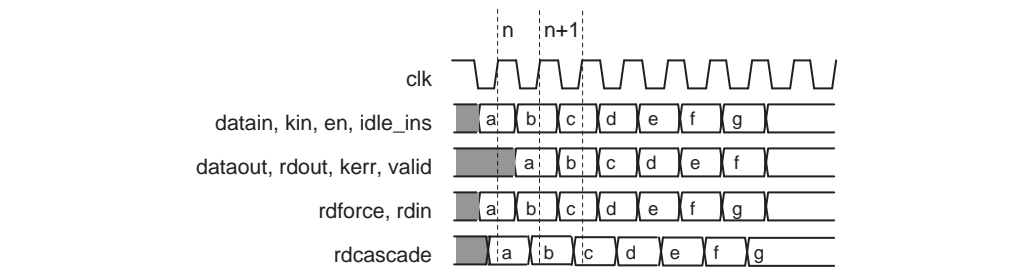 n n+1
clk
datain, kin, en, idle_ins a b c d e f g
dataout, rdout, kerr, valid a b c d e f
rdforce, rdin a b c d e f g
rdcascade a b c d e f g